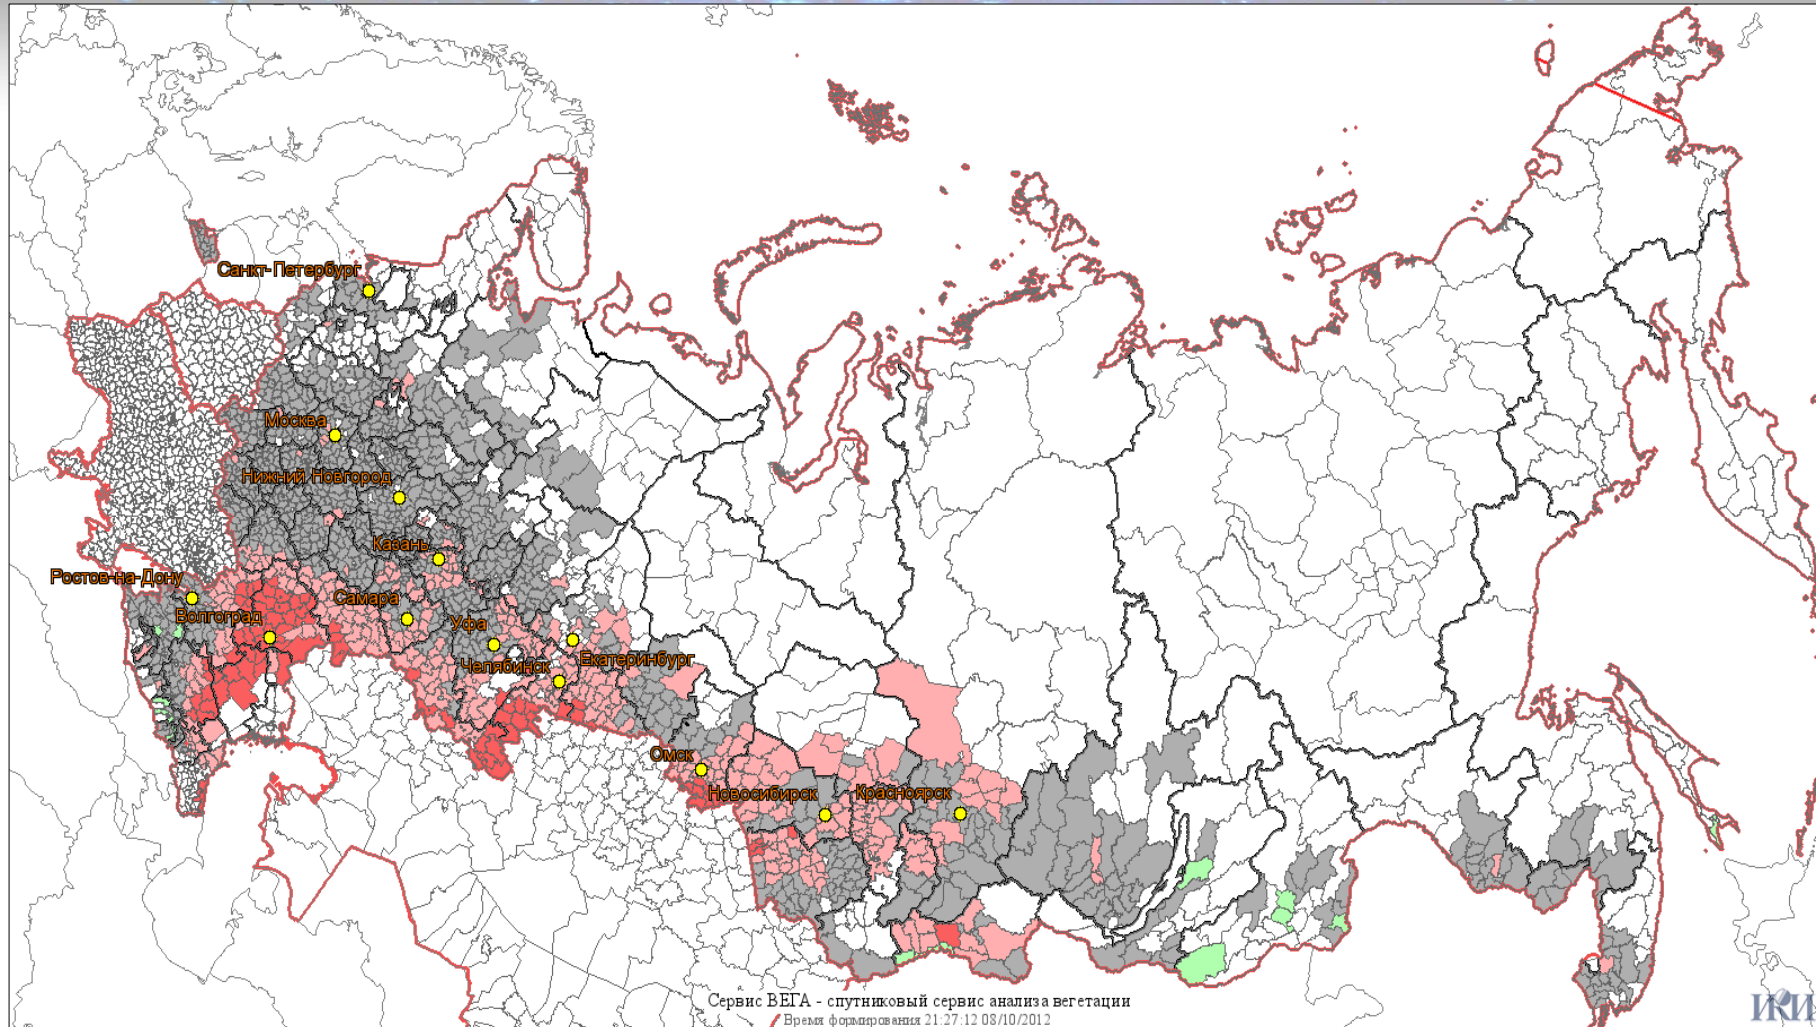 Санкт-Петербург
Москва
Нижний Новгород
Казань
Ростов-на-Дону
Самара
Волгоград
Уфа
Екатеринбург
Челябинск
Омск
Новосибирск
Красноярск
Сервис ВЕГА - спутниковый сервис анализа вегетации
Время формирования 21:27:12 08/10/2012
ИКИ